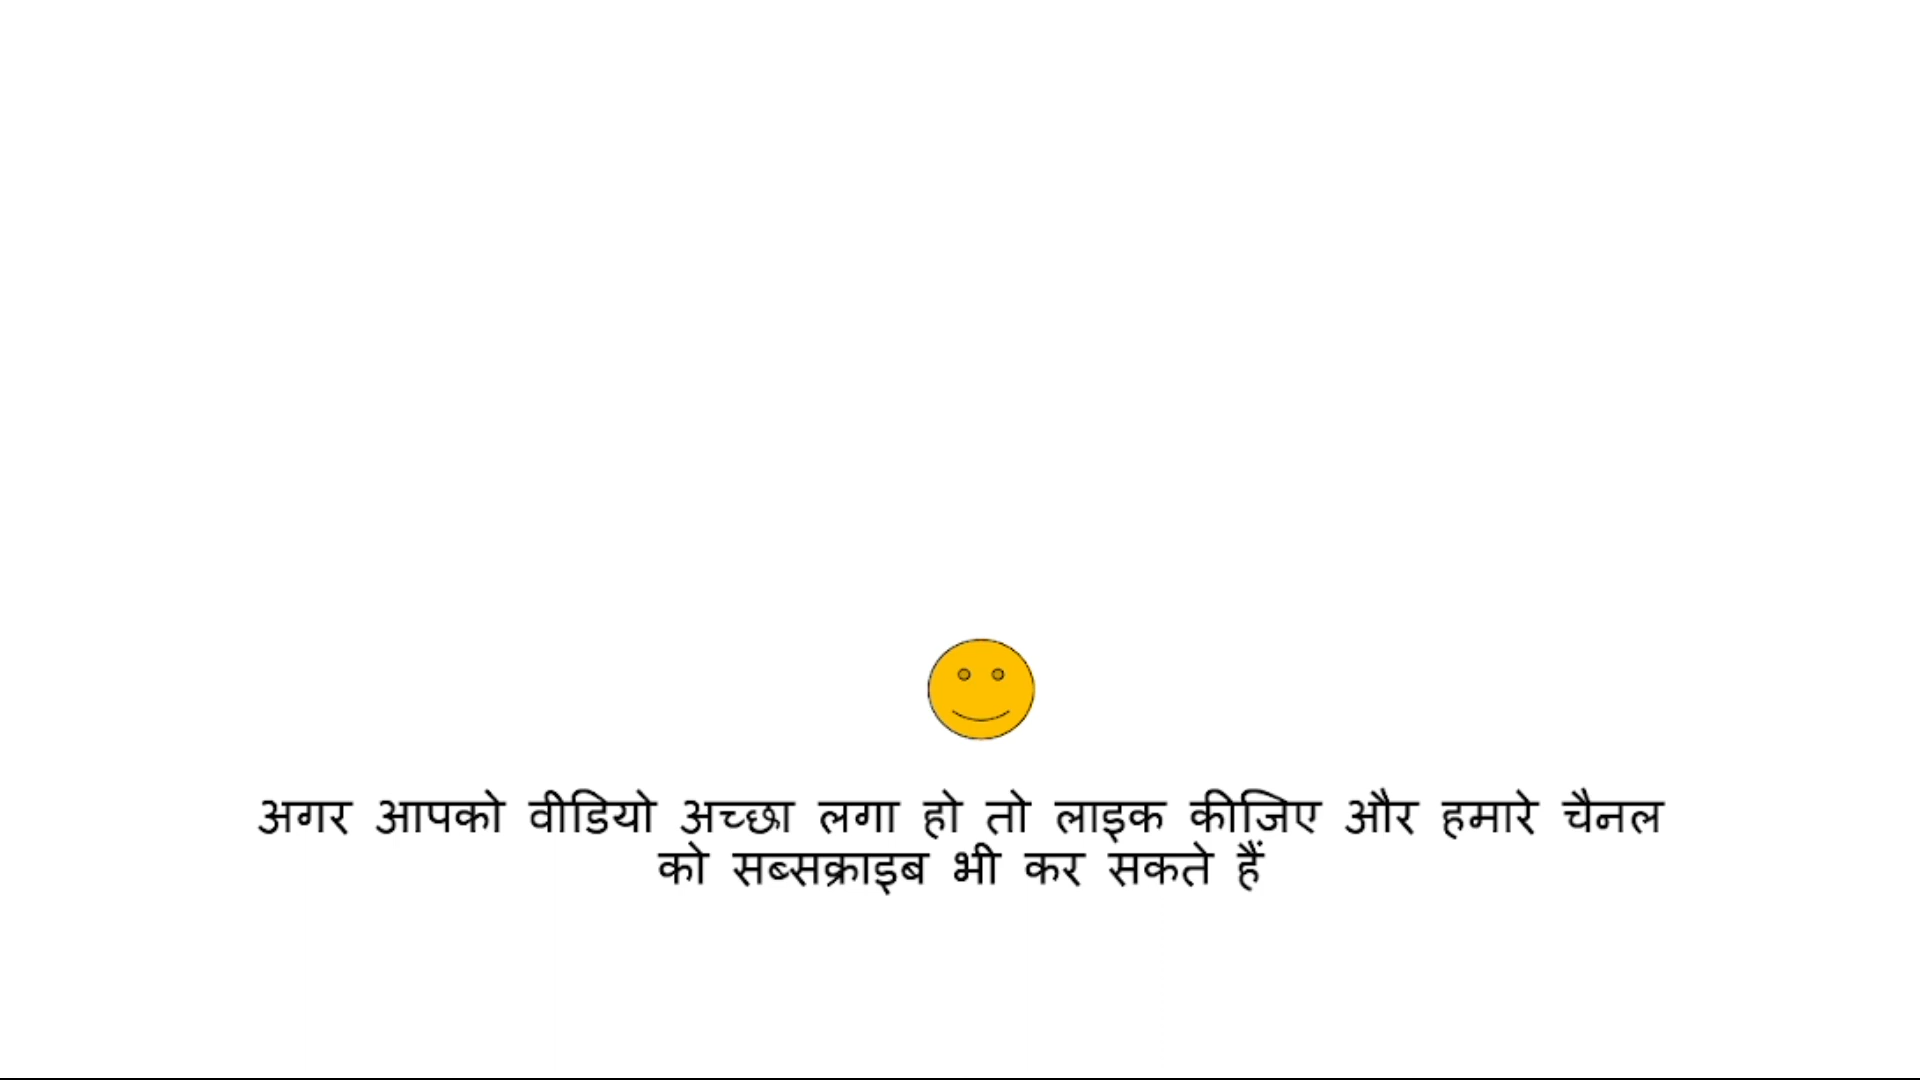 अगर आपको वीडियो अच्छा लगा हो तो लाइक कीजिए और हमारे चैनल
को सब्सक्राइब भी कर सकते हैं